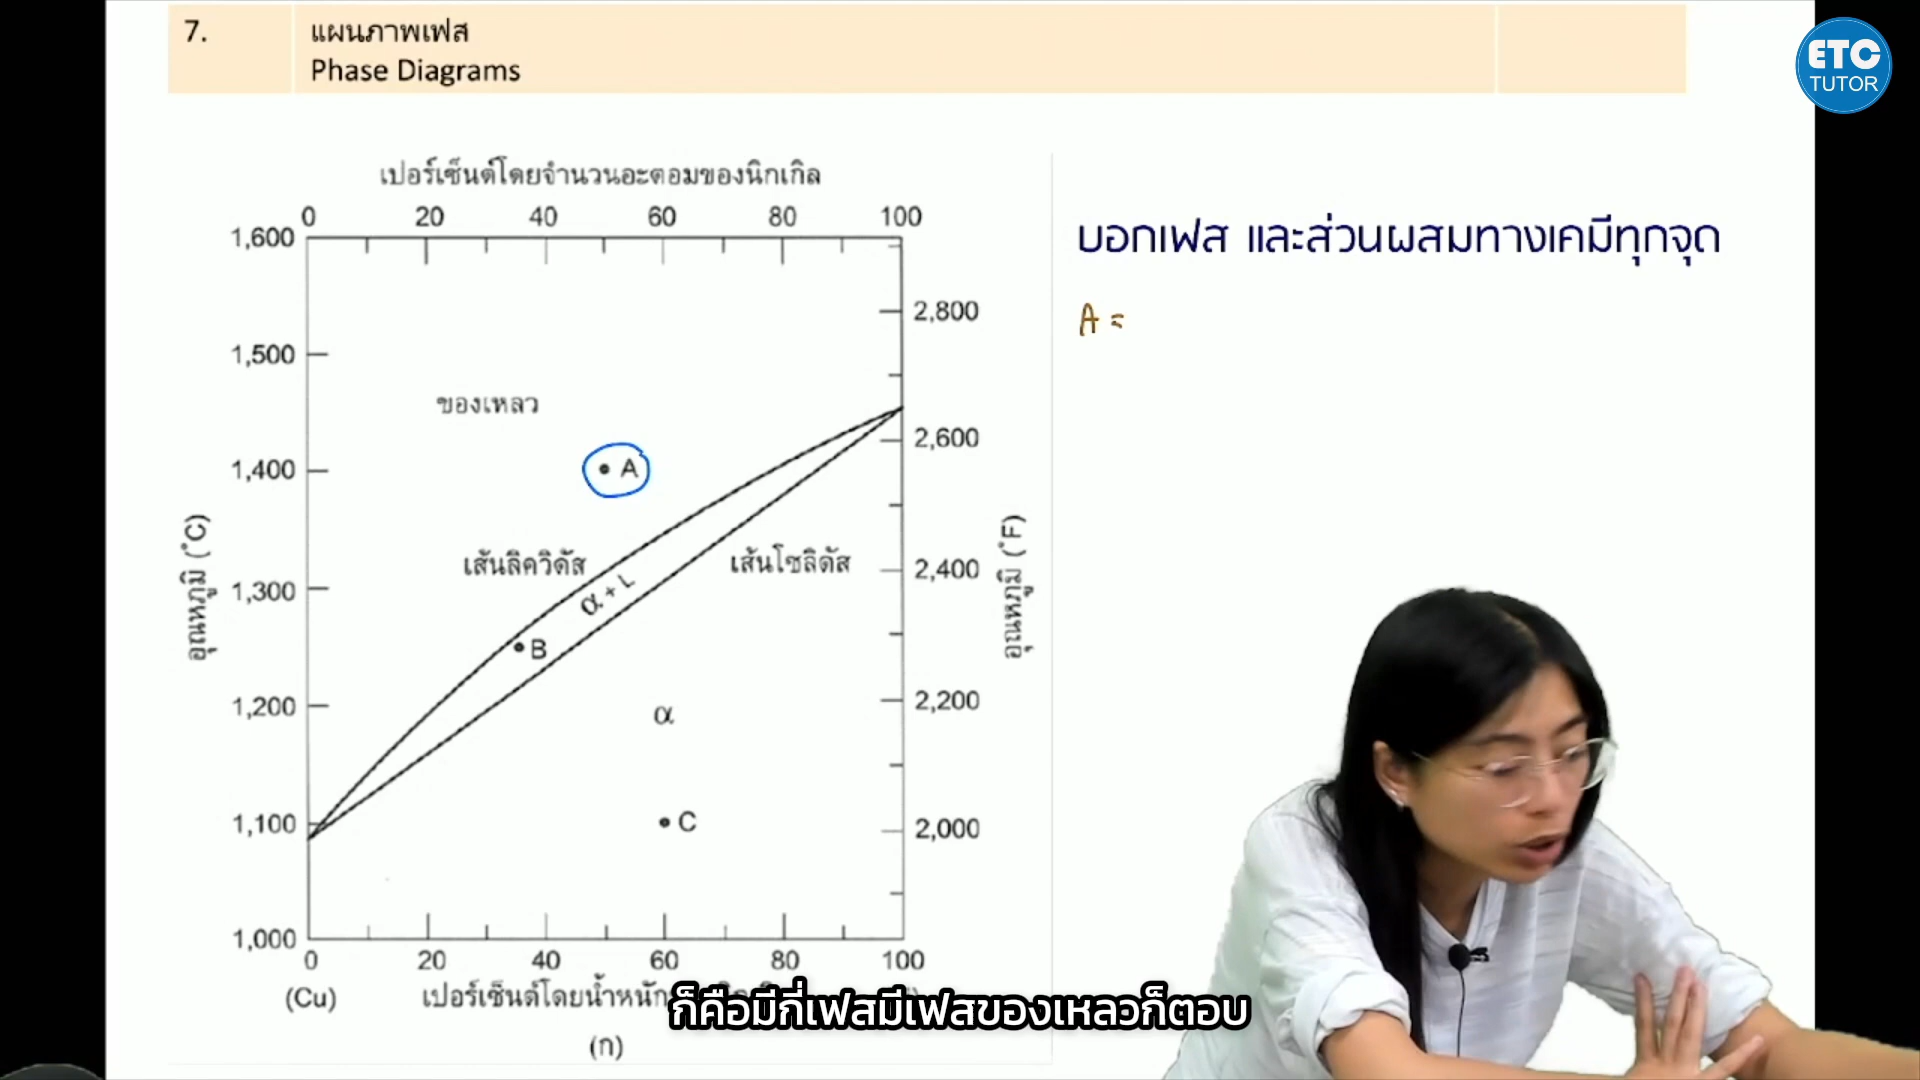 7.
แผนภาพเฟส
Phase Diagrams
ETC
TUTOR
เปอร์เซ็นต์โดยจำนวนอะตอมของนิกเกิล
0 20 40 60 80 100
1,600
1,500
1,400
1,300
1,200
1,100
1,000
อุณหภูมิ (°C)
ของเหลว
A
เส้นลิควิดัส
α + L
เส้นโซลิดัส
B
α
C
2,800
2,600
2,400
2,200
2,000
อุณหภูมิ (°F)
0 20 40 60 80 100
(Cu)
เปอร์เซ็นต์โดยน้ำหนัก
(ก)
บอกเฟส และส่วนผสมทางเคมีทุกจุด
A =
ก็คือมีกี่เฟสมีเฟสของเหลวก็ตอบ